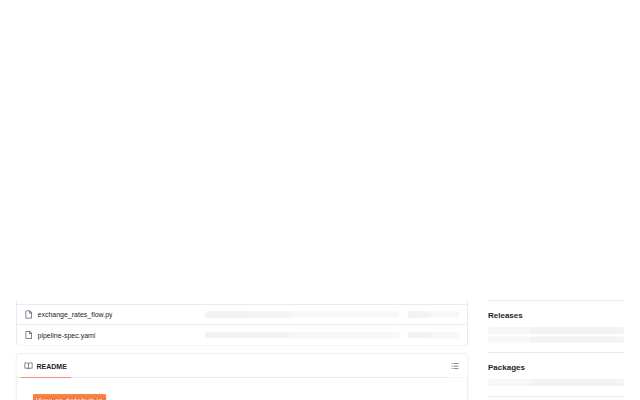 exchange_rates_flow.py
pipeline-spec.yaml
README
Releases
Packages